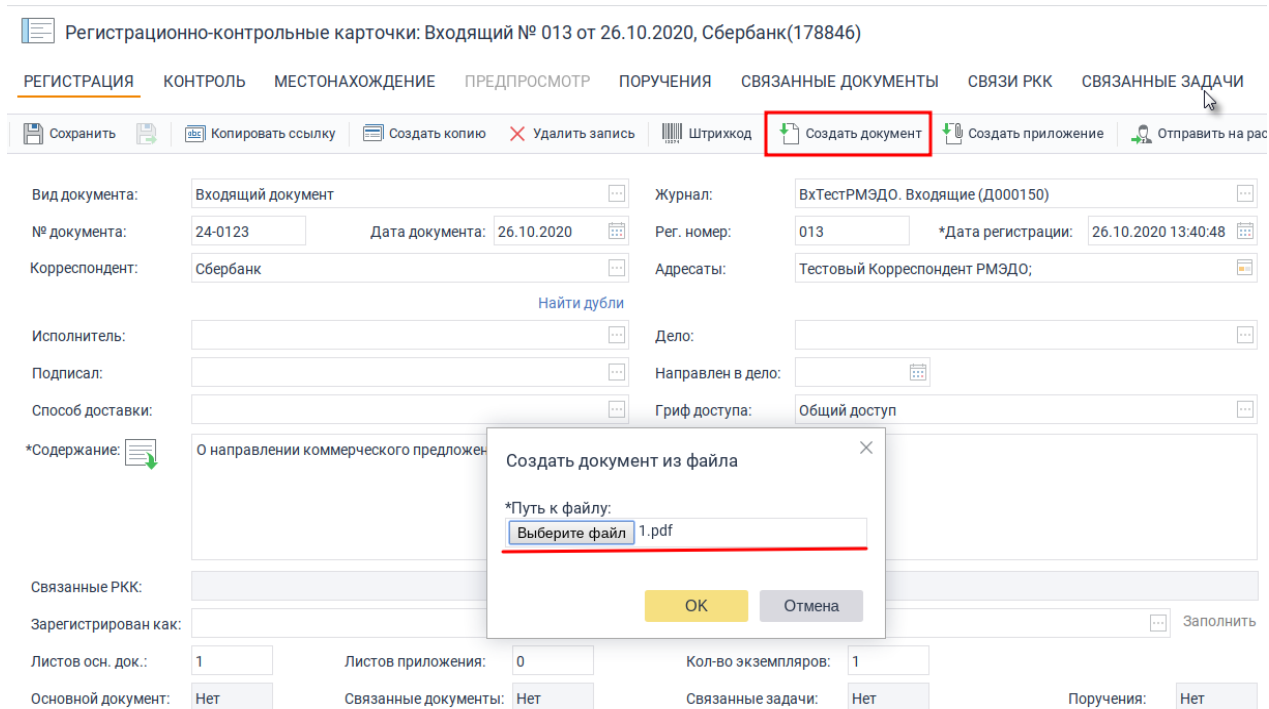 Регистрационно-контрольные карточки: Входящий № 013 от 26.10.2020, Сбербанк(178846)
РЕГИСТРАЦИЯ КОНТРОЛЬ МЕСТОНАХОЖДЕНИЕ ПРЕДПРОСМОТР ПОРУЧЕНИЯ СВЯЗАННЫЕ ДОКУМЕНТЫ СВЯЗИ РКК СВЯЗАННЫЕ ЗАДАЧИ
Сохранить abc Копировать ссылку Создать копию Удалить запись Штрихкод Создать документ Создать приложение Отправить на рас
Вид документа: Входящий документ Журнал: ВхТестРМЭДО. Входящие (Д000150)
№ документа: 24-0123 Дата документа: 26.10.2020 Рег. номер: 013 *Дата регистрации: 26.10.2020 13:40:48
Корреспондент: Сбербанк Адресаты: Тестовый Корреспондент РМЭДО;
Найти дубли
Исполнитель: Дело:
Подписал: Направлен в дело:
Способ доставки: Гриф доступа: Общий доступ
*Содержание: О направлении коммерческого предложен
Создать документ из файла
*Путь к файлу:
Выберите файл 1.pdf
OK Отмена
Связанные РКК:
Зарегистрирован как: Заполнить
Листов осн. док.: 1 Листов приложения: 0 Кол-во экземпляров: 1
Основной документ: Нет Связанные документы: Нет Связанные задачи: Нет Поручения: Нет